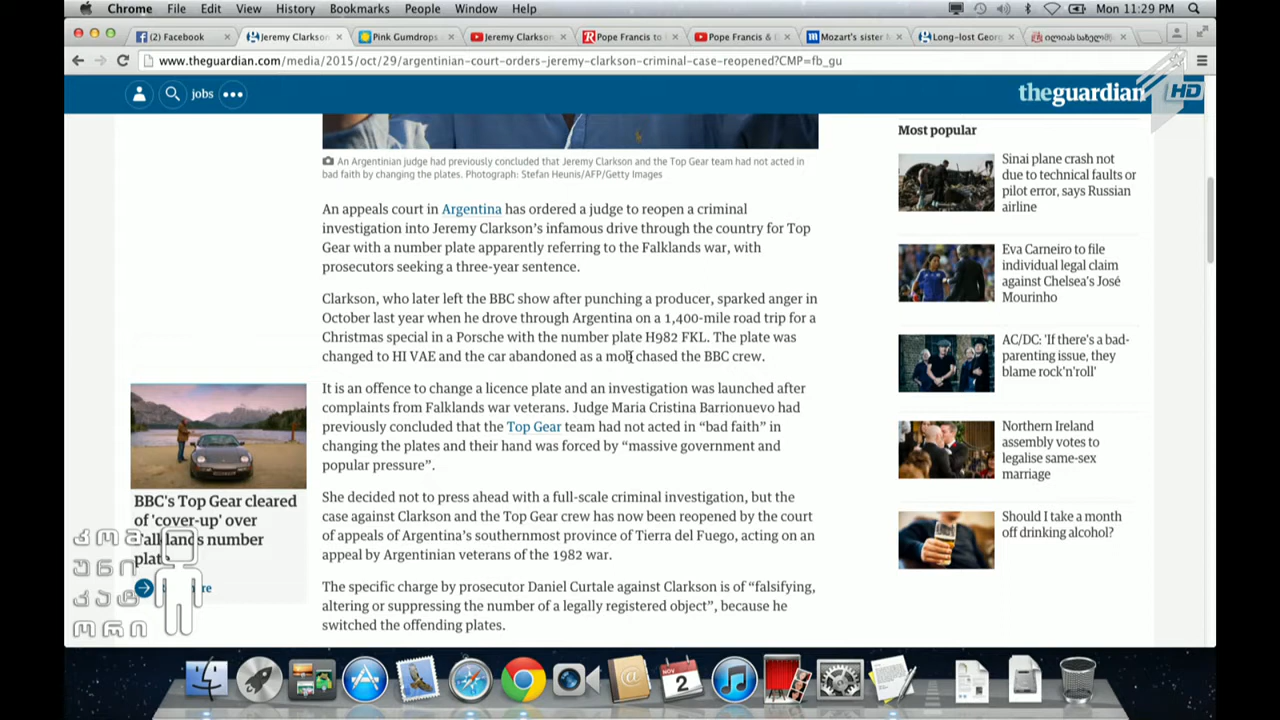 Chrome File Edit View History Bookmarks People Window Help Mon 11:29 PM
(2) Facebook
Jeremy Clarkson
Pink Gumdrops
Jeremy Clarkson
Pope Francis to
Pope Francis &
Mozart's sister
Long-lost Georg
www.theguardian.com/media/2015/oct/29/argentinian-court-orders-jeremy-clarkson-criminal-case-reopened?CMP=fb_gu
jobs
theguardian
HD
An Argentinian judge had previously concluded that Jeremy Clarkson and the Top Gear team had not acted in
bad faith by changing the plates. Photograph: Stefan Heunis/AFP/Getty Images
An appeals court in Argentina has ordered a judge to reopen a criminal
investigation into Jeremy Clarkson's infamous drive through the country for Top
Gear with a number plate apparently referring to the Falklands war, with
prosecutors seeking a three-year sentence.
Clarkson, who later left the BBC show after punching a producer, sparked anger in
October last year when he drove through Argentina on a 1,400-mile road trip for a
Christmas special in a Porsche with the number plate H982 FKL. The plate was
changed to HI VAE and the car abandoned as a mob chased the BBC crew.
It is an offence to change a licence plate and an investigation was launched after
complaints from Falklands war veterans. Judge Maria Cristina Barrionuevo had
previously concluded that the Top Gear team had not acted in “bad faith” in
changing the plates and their hand was forced by “massive government and
popular pressure”.
She decided not to press ahead with a full-scale criminal investigation, but the
case against Clarkson and the Top Gear crew has now been reopened by the court
of appeals of Argentina's southernmost province of Tierra del Fuego, acting on an
appeal by Argentinian veterans of the 1982 war.
The specific charge by prosecutor Daniel Curtale against Clarkson is of “falsifying,
altering or suppressing the number of a legally registered object”, because he
switched the offending plates.
BBC's Top Gear cleared
of 'cover-up' over
Falklands number
plate
კომ
უნი
კატ
ორი
Most popular
Sinai plane crash not
due to technical faults or
pilot error, says Russian
airline
Eva Carneiro to file
individual legal claim
against Chelsea's José
Mourinho
AC/DC: 'If there's a bad-
parenting issue, they
blame rock'n'roll'
Northern Ireland
assembly votes to
legalise same-sex
marriage
Should I take a month
off drinking alcohol?
NOV
2